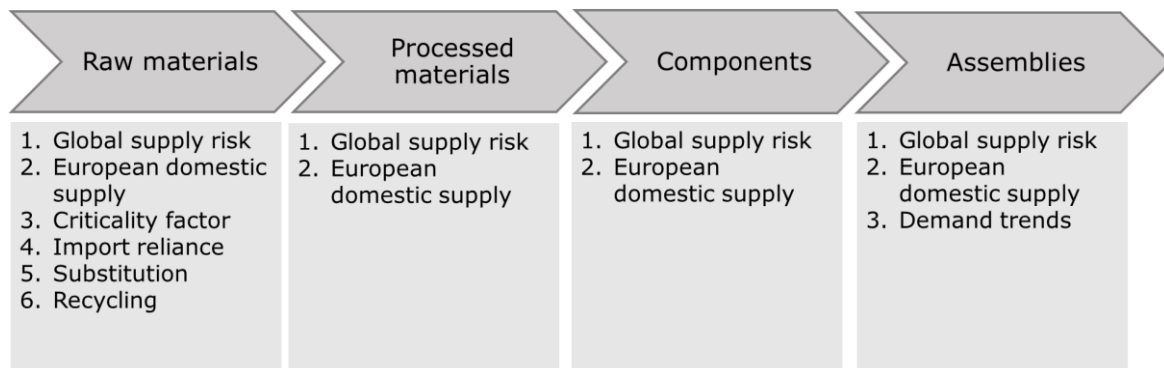 Raw materials
Processed
materials
Components
Assemblies
1. Global supply risk
2. European domestic
supply
3. Criticality factor
4. Import reliance
5. Substitution
6. Recycling
1. Global supply risk
2. European
domestic supply
1. Global supply risk
2. European
domestic supply
1. Global supply risk
2. European
domestic supply
3. Demand trends